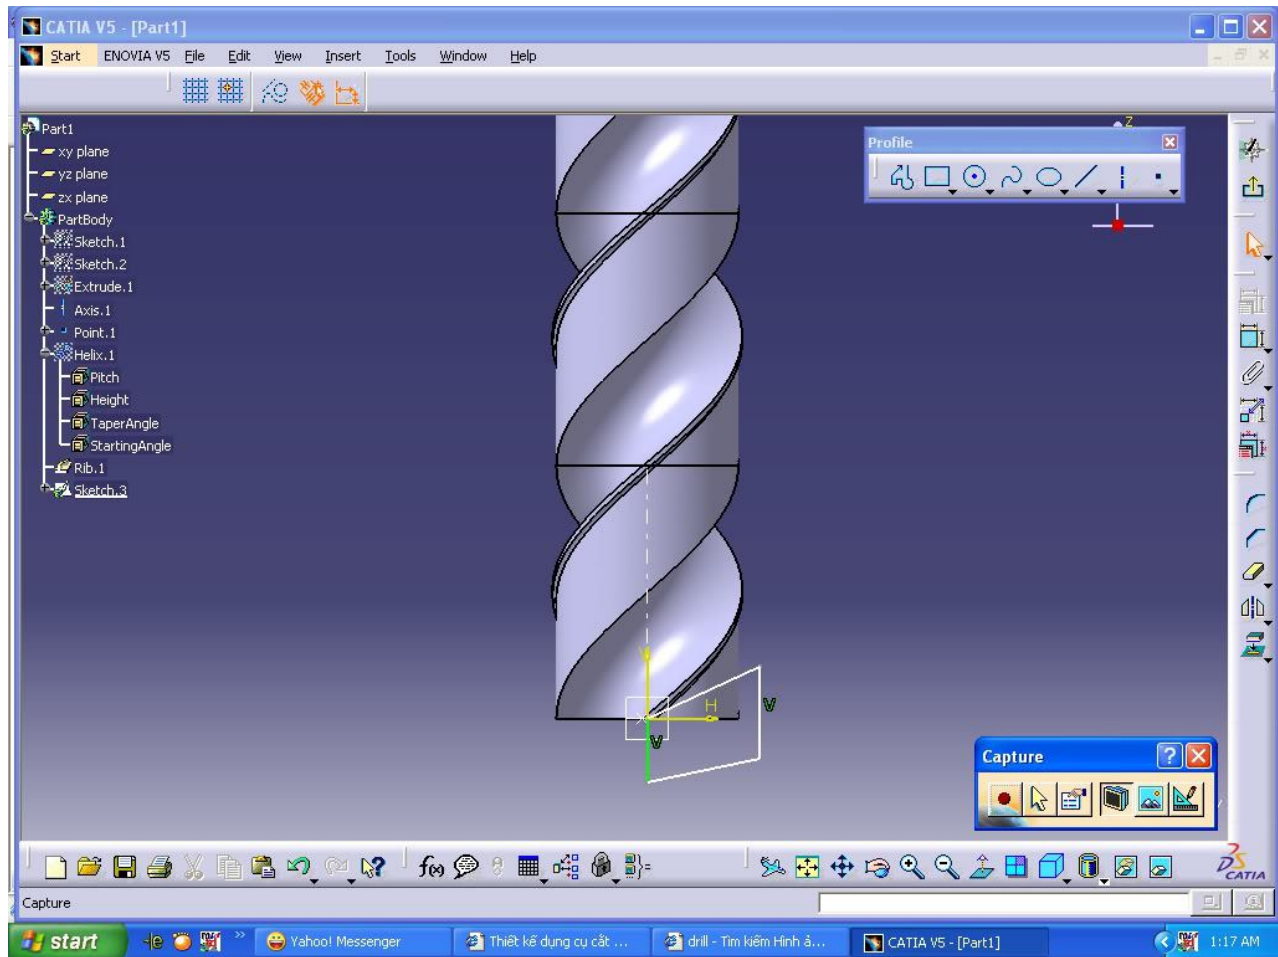 CATIA V5 - [Part1]
Start ENOVIA V5 File Edit View Insert Tools Window Help
Part1
xy plane
yz plane
zx plane
PartBody
Sketch.1
Sketch.2
Extrude.1
Axis.1
Point.1
Helix.1
Pitch
Height
TaperAngle
StartingAngle
Rib.1
Sketch.3
Z
Profile
V
H
V
V
Capture
f(x)
CATIA
Capture
start
Yahoo! Messenger
Thiết kế dụng cụ cắt ...
drill - Tìm kiếm Hình ả...
CATIA V5 - [Part1]
1:17 AM